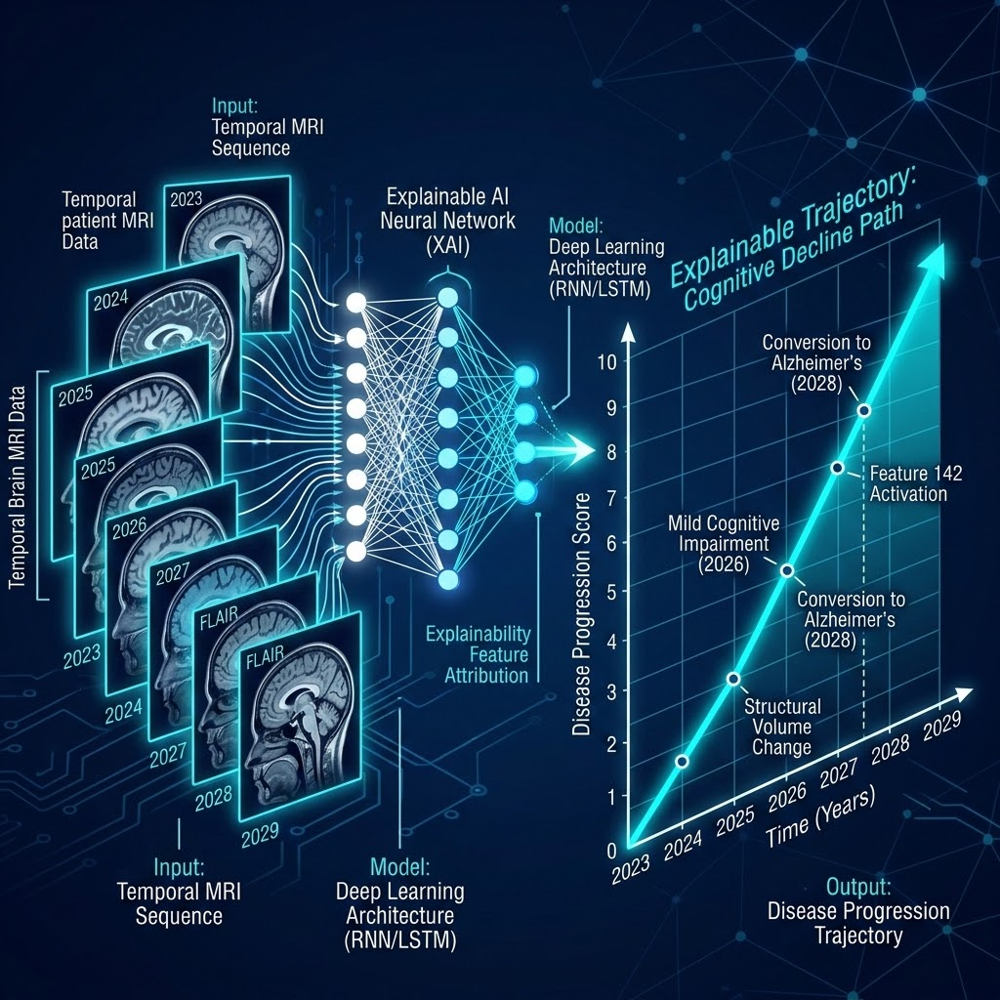 Input:
Temporal MRI
Sequence
Temporal
patient MRI
Data
2023
2024
2025
2025
2026
2027
FLAIR
FLAIR
Temporal Brain MRI Data
2023
2024
2027
2028
2029
Input:
Temporal MRI
Sequence
Explainable AI
Neural Network
(XAI)
Model:
Deep Learning
Architecture
(RNN/LSTM)
Explainability
Feature
Attribution
Model:
Deep Learning
Architecture
(RNN/LSTM)
Explainable Trajectory:
Cognitive Decline Path
Disease Progression Score
10
9
8
7
6
5
4
3
2
1
0
Conversion to
Alzheimer's
(2028)
Feature 142
Activation
Mild Cognitive
Impairment
(2026)
Conversion to
Alzheimer's
(2028)
Structural
Volume
Change
2023 2024 2025 2026 2027 2028 2029
Time (Years)
Output:
Disease Progression
Trajectory